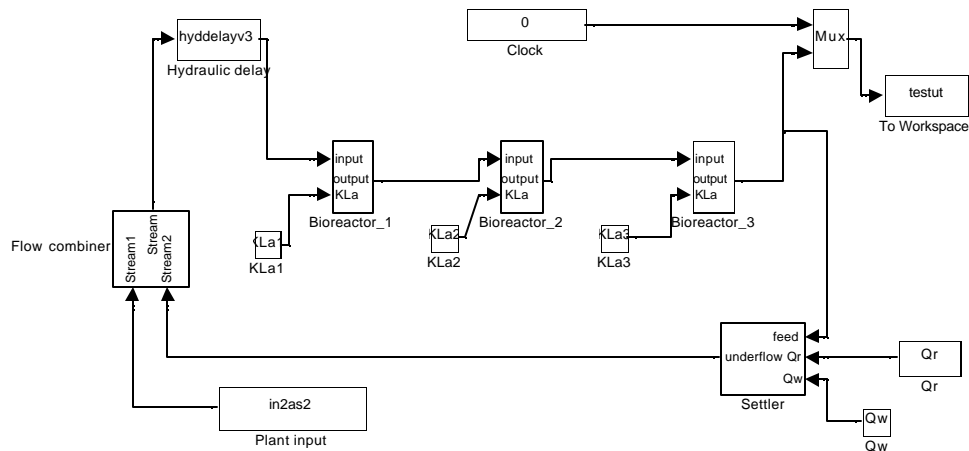 0
Clock
Mux
hyddelayv3
Hydraulic delay
testut
To Workspace
input
output
KLa
Bioreactor_1
input
output
KLa
Bioreactor_2
input
output
KLa
Bioreactor_3
KLa1
KLa1
KLa2
KLa2
KLa3
KLa3
Flow combiner
Stream1
Stream
Stream2
feed
underflow Qr
Qw
Settler
Qr
Qr
in2as2
Plant input
Qw
Qw